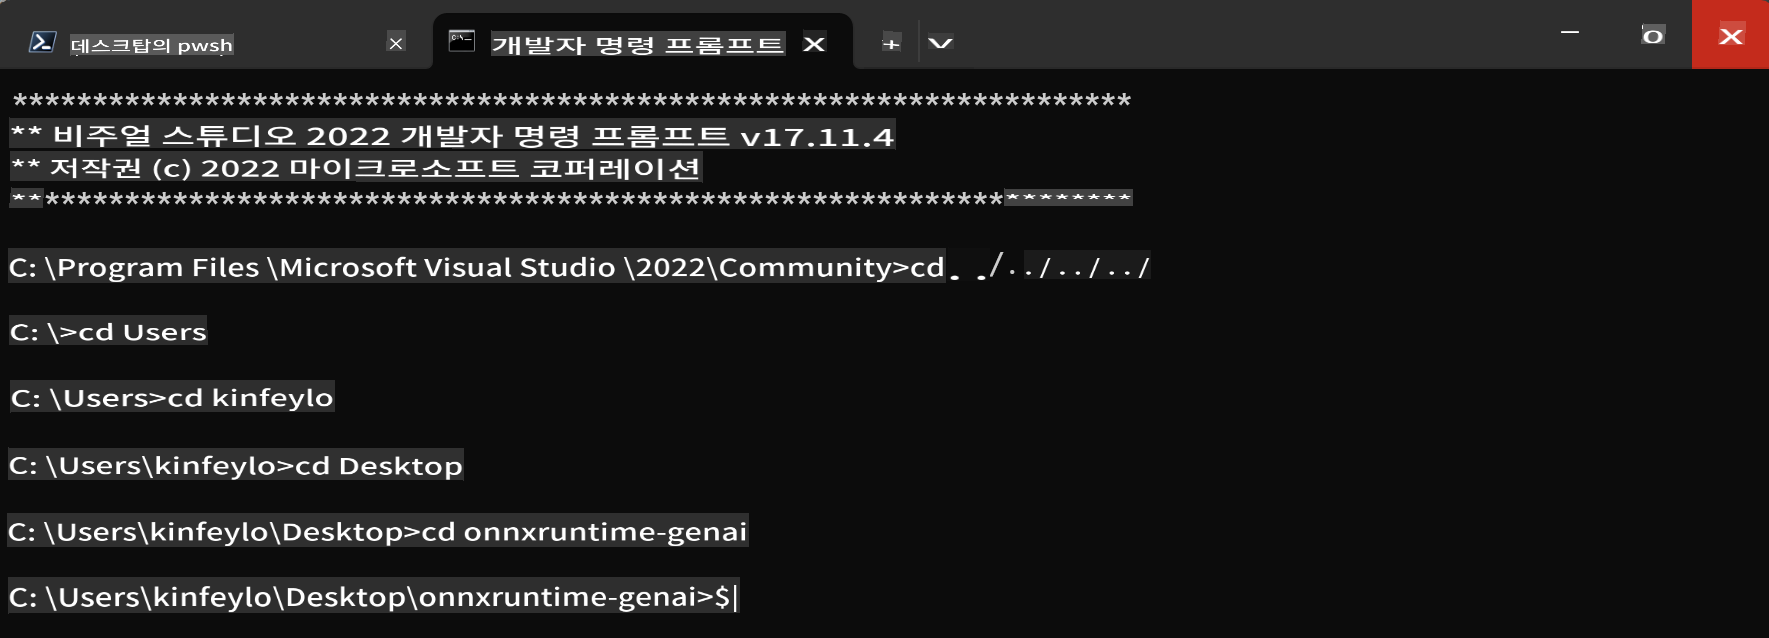 데스크탑의 pwsh × 개발자 명령 프롬프트 X + v – o X
**********************************************************************
** 비주얼 스튜디오 2022 개발자 명령 프롬프트 v17.11.4
** 저작권 (c) 2022 마이크로소프트 코퍼레이션
**********************************************************************
C: \Program Files \Microsoft Visual Studio \2022\Community>cd../../../../
C: \>cd Users
C: \Users>cd kinfeylo
C: \Users\kinfeylo>cd Desktop
C: \Users\kinfeylo\Desktop>cd onnxruntime-genai
C: \Users\kinfeylo\Desktop\onnxruntime-genai>$|